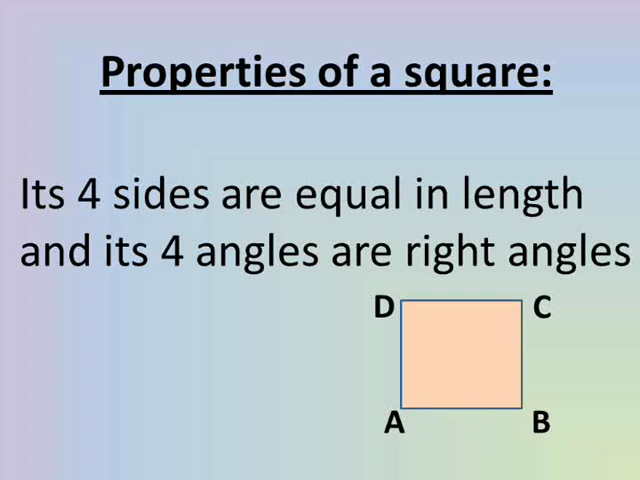 Properties of a square:
Its 4 sides are equal in length
and its 4 angles are right angles
D C
A B